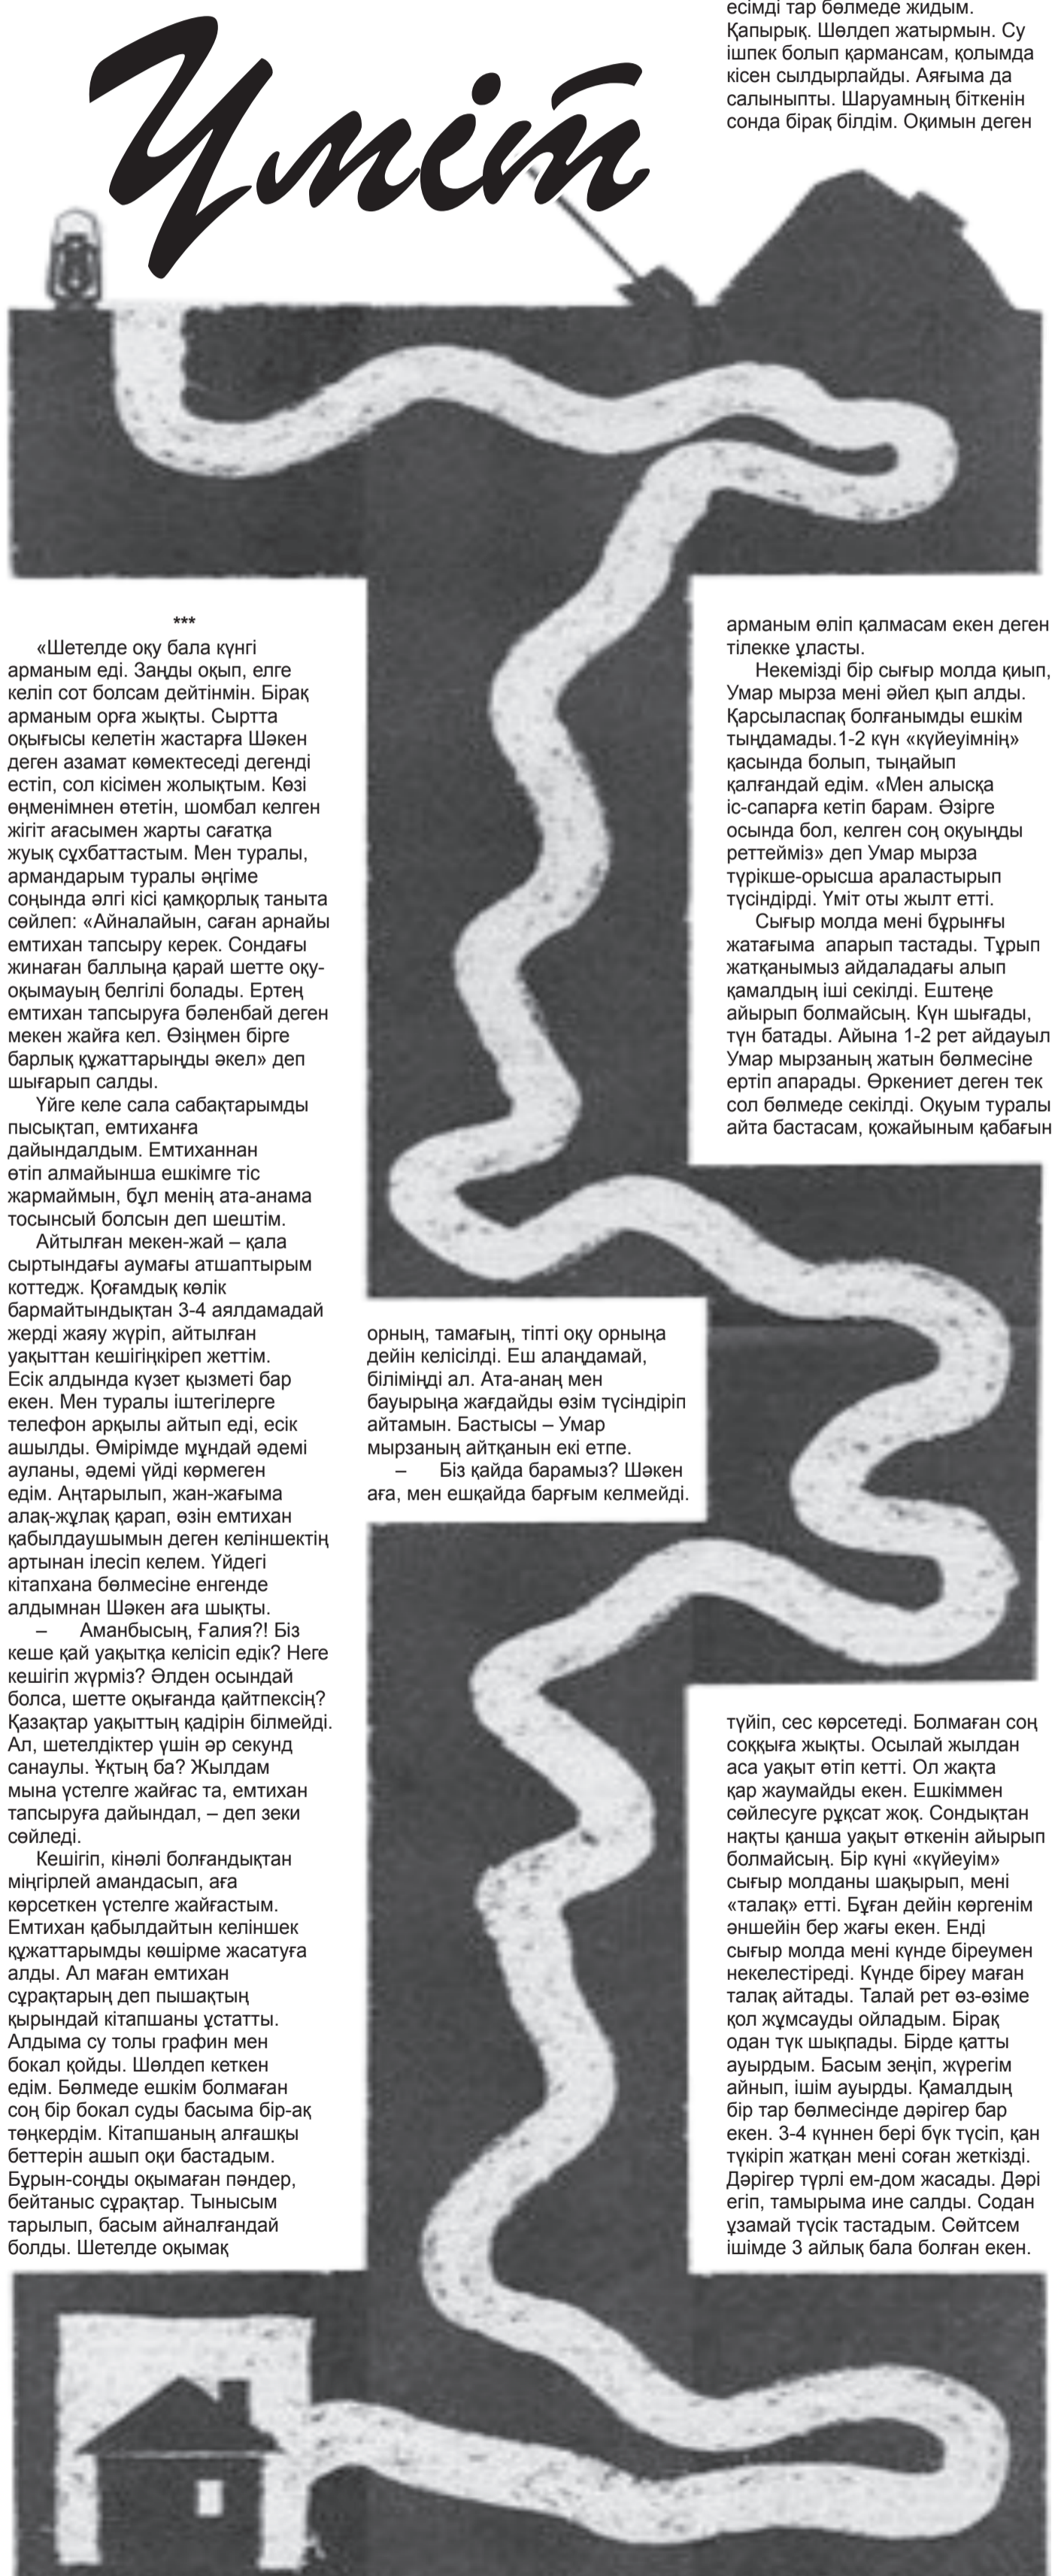 Үміт
***
«Шетелде оқу бала күнгі
арманым еді. Заңды оқып, елге
келіп сот болсам дейтінмін. Бірақ
арманым орға жықты. Сыртта
оқығысы келетін жастарға Шәкен
деген азамат көмектеседі дегенді
естіп, сол кісімен жолықтым. Көзі
өңменімнен өтетін, шомбал келген
жігіт ағасымен жарты сағатқа
жуық сұхбаттастым. Мен туралы,
армандарым туралы әңгіме
соңында әлгі кісі қамқорлық таныта
сөйлеп: «Айналайын, саған арнайы
емтихан тапсыру керек. Сондағы
жинаған баллыңа қарай шетте оқу-
оқымауың белгілі болады. Ертең
емтихан тапсыруға бәленбай деген
мекен жайға кел. Өзіңмен бірге
барлық құжаттарыңды әкел» деп
шығарып салды.
Үйге келе сала сабақтарымды
пысықтап, емтиханға
дайындалдым. Емтиханнан
өтіп алмайынша ешкімге тіс
жармаймын, бұл менің ата-анама
тосынсый болсын деп шештім.
Айтылған мекен-жай – қала
сыртындағы аумағы атшаптырым
коттедж. Қоғамдық көлік
бармайтындықтан 3-4 аялдамадай
жерді жаяу жүріп, айтылған
уақыттан кешігіңкіреп жеттім.
Есік алдында күзет қызметі бар
екен. Мен туралы іштегілерге
телефон арқылы айтып еді, есік
ашылды. Өмірімде мұндай әдемі
ауланы, әдемі үйді көрмеген
едім. Аңтарылып, жан-жағыма
алақ-жұлақ қарап, өзін емтихан
қабылдаушымын деген келіншектің
артынан ілесіп келем. Үйдегі
кітапхана бөлмесіне енгенде
алдымнан Шәкен аға шықты.
– Аманбысың, Ғалия?! Біз
кеше қай уақытқа келісіп едік? Неге
кешігіп жүрміз? Әлден осындай
болса, шетте оқығанда қайтпексің?
Қазақтар уақыттың қадірін білмейді.
Ал, шетелдіктер үшін әр секунд
санаулы. Ұқтың ба? Жылдам
мына үстелге жайғас та, емтихан
тапсыруға дайындал, – деп зеки
сөйледі.
Кешігіп, кінәлі болғандықтан
міңгірлей амандасып, аға
көрсеткен үстелге жайғастым.
Емтихан қабылдайтын келіншек
құжаттарымды көшірме жасатуға
алды. Ал маған емтихан
сұрақтарың деп пышақтың
қырындай кітапшаны ұстатты.
Алдыма су толы графин мен
бокал қойды. Шөлдеп кеткен
едім. Бөлмеде ешкім болмаған
соң бір бокал суды басыма бір-ақ
төңкердім. Кітапшаның алғашқы
беттерін ашып оқи бастадым.
Бұрын-соңды оқымаған пәндер,
бейтаныс сұрақтар. Тынысым
тарылып, басым айналғандай
болды. Шетелде оқымақ
орның, тамағың, тіпті оқу орныңа
дейін келісілді. Еш алаңдамай,
біліміңді ал. Ата-анаң мен
бауырыңа жағдайды өзім түсіндіріп
айтамын. Бастысы – Умар
мырзаның айтқанын екі етпе.
– Біз қайда барамыз? Шәкен
аға, мен ешқайда барғым келмейді.
есімді тар бөлмеде жидым.
Қапырық. Шөлдеп жатырмын. Су
ішпек болып қармансам, қолымда
кісен сылдырлайды. Аяғыма да
салыныпты. Шаруамның біткенін
сонда бірақ білдім. Оқимын деген
арманым өліп қалмасам екен деген
тілекке ұласты.
Некемізді бір сығыр молда қиып,
Умар мырза мені әйел қып алды.
Қарсыласпақ болғанымды ешкім
тыңдамады.1-2 күн «күйеуімнің»
қасында болып, тыңайып
қалғандай едім. «Мен алысқа
іс-сапарға кетіп барам. Әзірге
осында бол, келген соң оқуыңды
реттейміз» деп Умар мырза
түрікше-орысша араластырып
түсіндірді. Үміт оты жылт етті.
Сығыр молда мені бұрынғы
жатағыма апарып тастады. Тұрып
жатқанымыз айдаладағы алып
қамалдың іші секілді. Ештеңе
айырып болмайсың. Күн шығады,
түн батады. Айына 1-2 рет айдауыл
Умар мырзаның жатын бөлмесіне
ертіп апарады. Өркениет деген тек
сол бөлмеде секілді. Оқуым туралы
айта бастасам, қожайыным қабағын
түйіп, сес көрсетеді. Болмаған соң
соққыға жықты. Осылай жылдан
аса уақыт өтіп кетті. Ол жақта
қар жаумайды екен. Ешкіммен
сөйлесуге рұқсат жоқ. Сондықтан
нақты қанша уақыт өткенін айырып
болмайсың. Бір күні «күйеуім»
сығыр молданы шақырып, мені
«талақ» етті. Бұған дейін көргенім
әншейін бер жағы екен. Енді
сығыр молда мені күнде біреумен
некелестіреді. Күнде біреу маған
талақ айтады. Талай рет өз-өзіме
қол жұмсауды ойладым. Бірақ
одан түк шықпады. Бірде қатты
ауырдым. Басым зеңіп, жүрегім
айнып, ішім ауырды. Қамалдың
бір тар бөлмесінде дәрігер бар
екен. 3-4 күннен бері бүк түсіп, қан
түкіріп жатқан мені соған жеткізді.
Дәрігер түрлі ем-дом жасады. Дәрі
егіп, тамырыма ине салды. Содан
ұзамай түсік тастадым. Сөйтсем
ішімде 3 айлық бала болған екен.